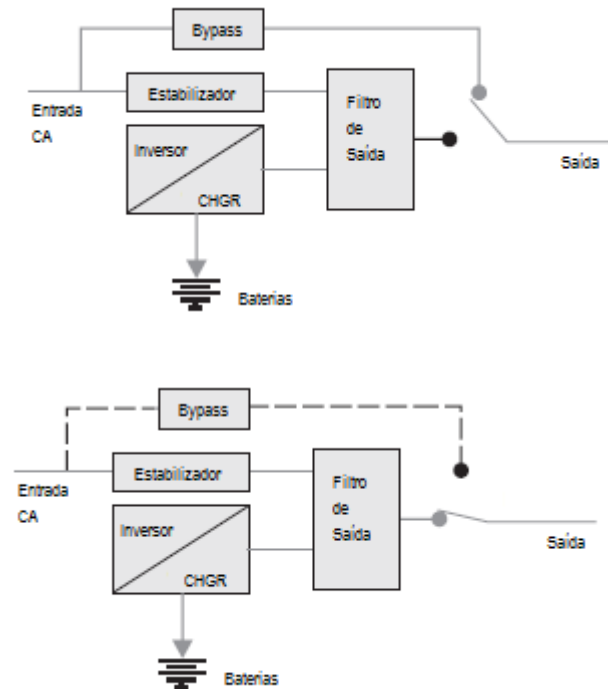 Bypass
Estabilizador
Entrada
CA
Filtro
de
Saída
Inversor
CHGR
Saída
Baterias
Bypass
Estabilizador
Entrada
CA
Filtro
de
Saída
Inversor
CHGR
Saída
Baterias